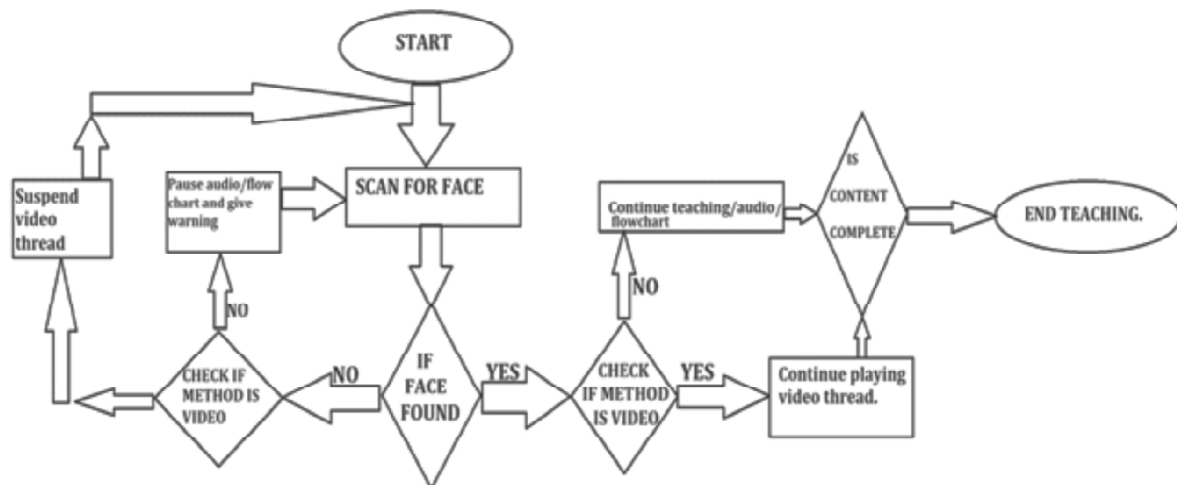 START
SCAN FOR FACE
Pause audio/flow
chart and give
warning
Suspend
video
thread
NO
CHECK IF
METHOD IS
VIDEO
NO
IF
FACE
FOUND
YES
CHECK
IF METHOD
IS VIDEO
NO
YES
Continue teaching/audio/
flowchart
Continue playing
video thread.
IS
CONTENT
COMPLETE
END TEACHING.